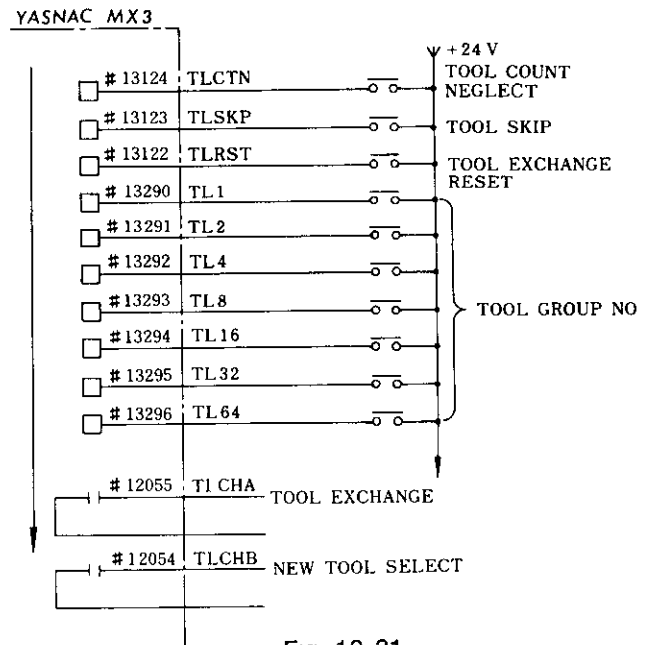 YASNAC MX3
+24 V
# 13124 TLCTN
TOOL COUNT
NEGLECT
# 13123 TLSKP
TOOL SKIP
# 13122 TLRST
TOOL EXCHANGE
RESET
# 13290 TL1
# 13291 TL2
# 13292 TL4
# 13293 TL8
TOOL GROUP NO
# 13294 TL16
# 13295 TL32
# 13296 TL64
# 12055 T1 CHA
TOOL EXCHANGE
#12054 TLCHB
NEW TOOL SELECT